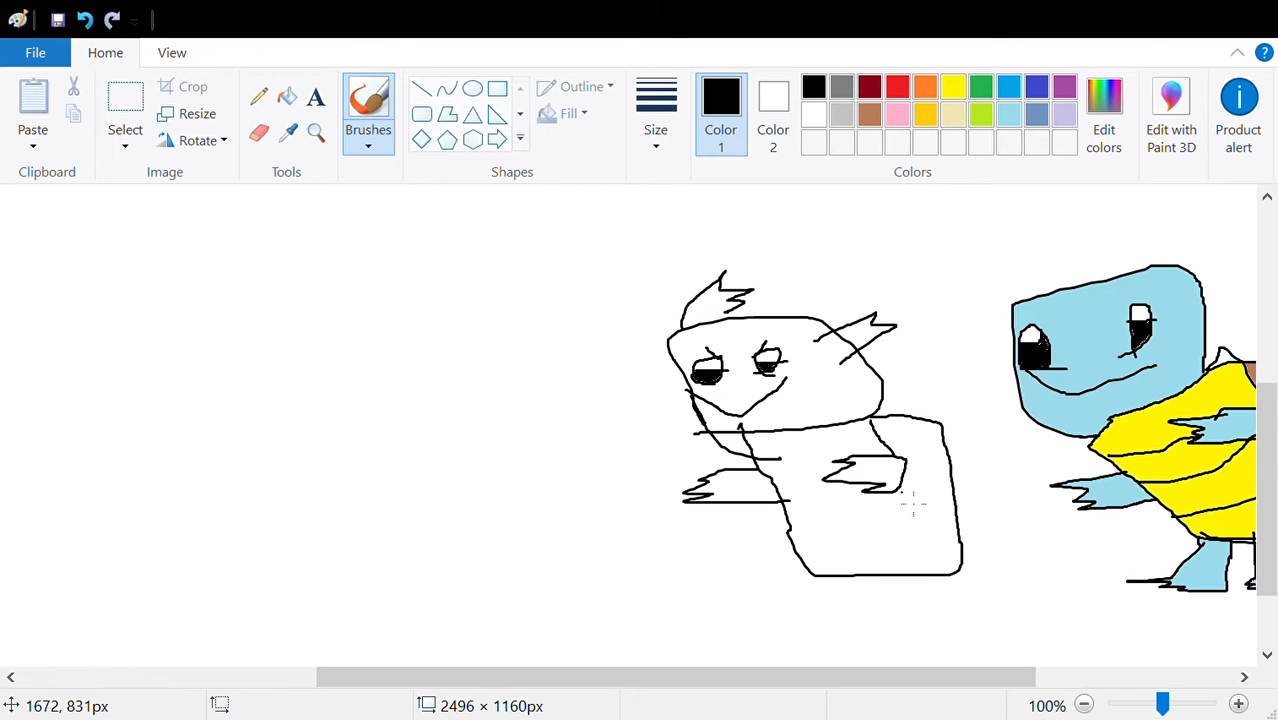 File Home View
Paste
Clipboard
Select
Crop
Resize
Rotate
Image
Tools
Brushes
Shapes
Outline
Fill
Size
Color 1
Color 2
Edit colors
Colors
Edit with Paint 3D
Product alert
1672, 831px
2496 × 1160px
100%